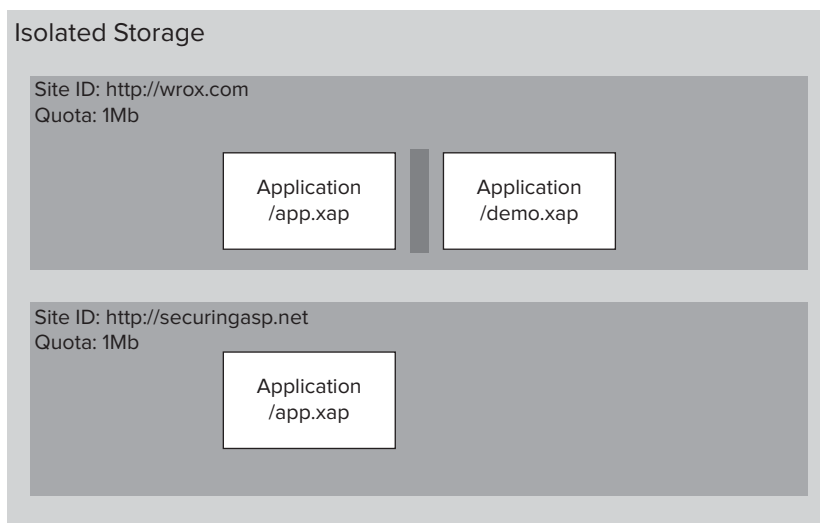 Isolated Storage
Site ID: http://wrox.com
Quota: 1Mb
Application
/app.xap
Application
/demo.xap
Site ID: http://securingasp.net
Quota: 1Mb
Application
/app.xap